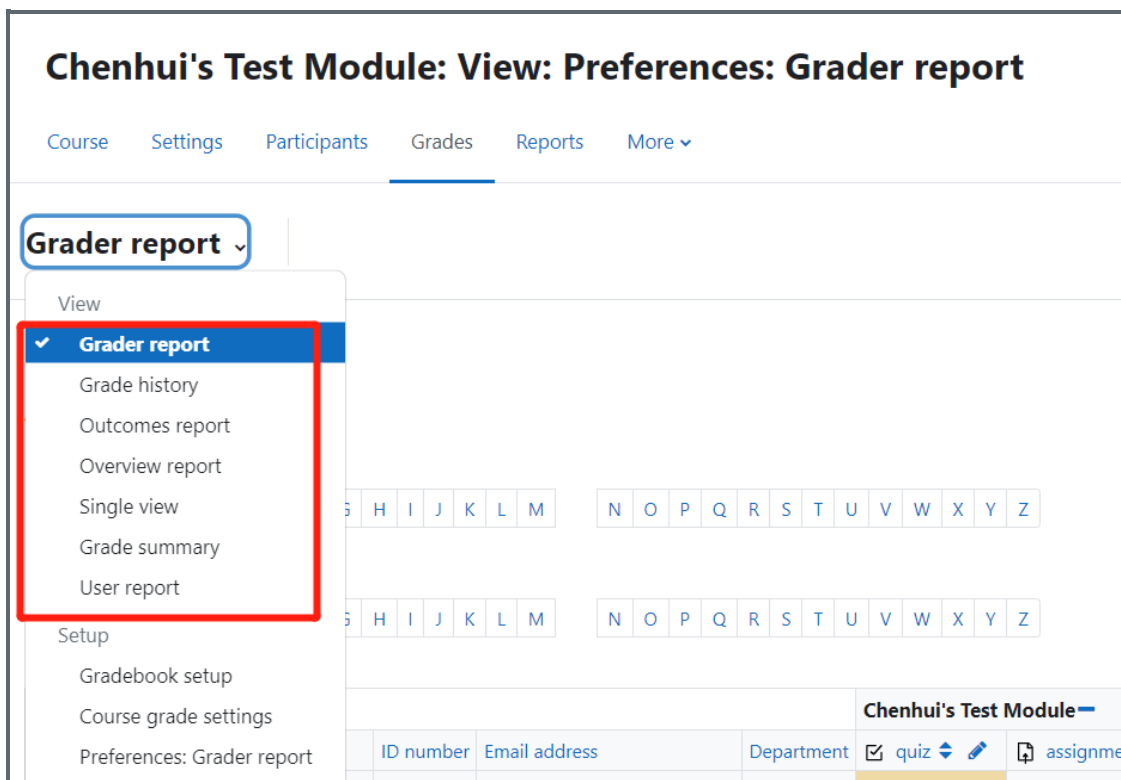 Chenhui's Test Module: View: Preferences: Grader report
Course Settings Participants Grades Reports More
Grader report
View
Grader report
Grade history
Outcomes report
Overview report
Single view
H I J K L M N O P Q R S T U V W X Y Z
Grade summary
User report
H I J K L M N O P Q R S T U V W X Y Z
Setup
Gradebook setup
Course grade settings
Chenhui's Test Module
Preferences: Grader report
ID number Email address Department quiz